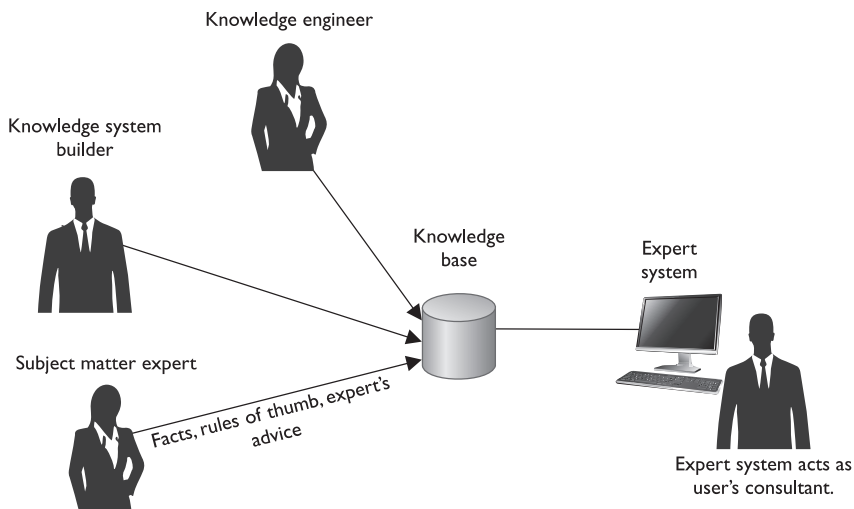 Knowledge engineer
Knowledge system
builder
Knowledge
base
Expert
system
Subject matter expert
Facts, rules of thumb, expert's
advice
Expert system acts as
user's consultant.